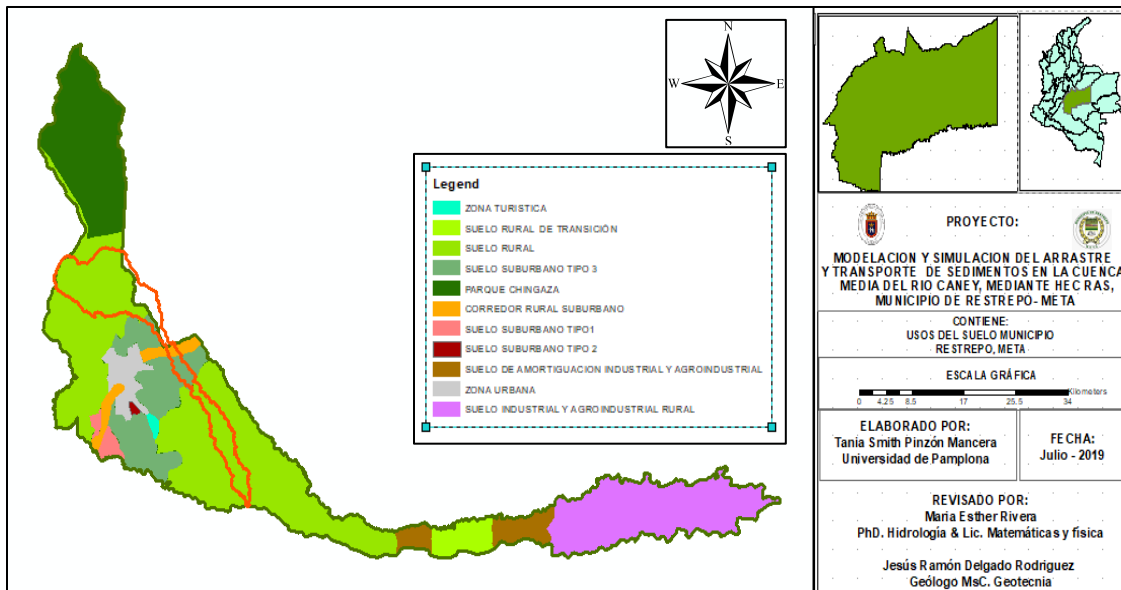 N
W
E
S
Legend
ZONA TURISTICA
SUELO RURAL DE TRANSICIÓN
SUELO RURAL
SUELO SUBURBANO TIPO 3
PARQUE CHINGAZA
CORREDOR RURAL SUBURBANO
SUELO SUBURBANO TIPO1
SUELO SUBURBANO TIPO 2
SUELO DE AMORTIGUACION INDUSTRIAL Y AGROINDUSTRIAL
ZONA URBANA
SUELO INDUSTRIAL Y AGROINDUSTRIAL RURAL
PROYECTO:
MODELACION Y SIMULACION DEL ARRASTRE
Y TRANSPORTE DE SEDIMENTOS EN LA CUENCA
MEDIA DEL RIO CANEY, MEDIANTE HEC RAS,
MUNICIPIO DE RESTREPO- META
CONTIENE:
USOS DEL SUELO MUNICIPIO
RESTREPO, META
ESCALA GRÁFICA
Kilometers
0 4.25 8.5 17 25.5 34
ELABORADO POR:
Tania Smith Pinzón Mancera
Universidad de Pamplona
FECHA:
Julio - 2019
REVISADO POR:
Maria Esther Rivera
PhD. Hidrología & Lic. Matemáticas y física
Jesús Ramón Delgado Rodriguez
Geólogo MsC. Geotecnia